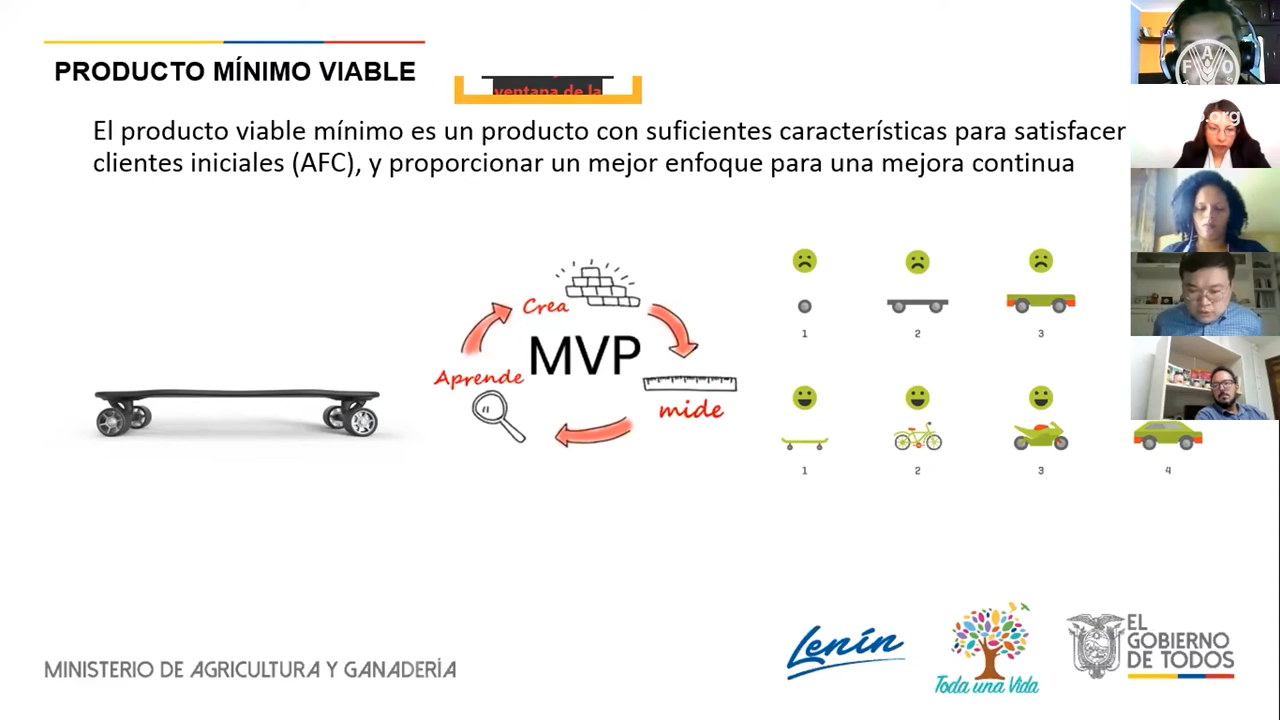 PRODUCTO MÍNIMO VIABLE
ventana de la
El producto viable mínimo es un producto con suficientes características para satisfacer
clientes iniciales (AFC), y proporcionar un mejor enfoque para una mejora continua
FAO
.org
Crea
MVP
Aprende
mide
1
2
3
1
2
3
4
MINISTERIO DE AGRICULTURA Y GANADERÍA
Lenín
Toda una Vida
EL
GOBIERNO
DE TODOS